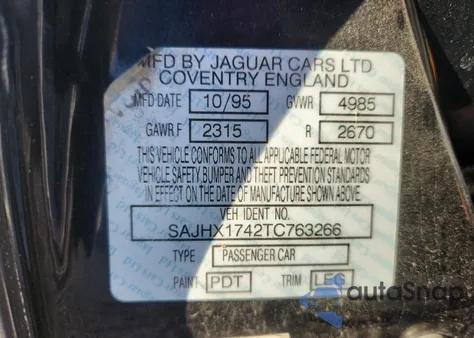 MFD BY JAGUAR CARS LTD
COVENTRY ENGLAND
MFD DATE 10/95 GVWR 4985
GAWR F 2315 R 2670
THIS VEHICLE CONFORMS TO ALL APPLICABLE FEDERAL MOTOR
VEHICLE SAFETY, BUMPER AND THEFT PREVENTION STANDARDS
IN EFFECT ON THE DATE OF MANUFACTURE SHOWN ABOVE.
VEH IDENT NO.
SAJHX1742TC763266
TYPE PASSENGER CAR
PAINT PDT TRIM LEG
autoSnap